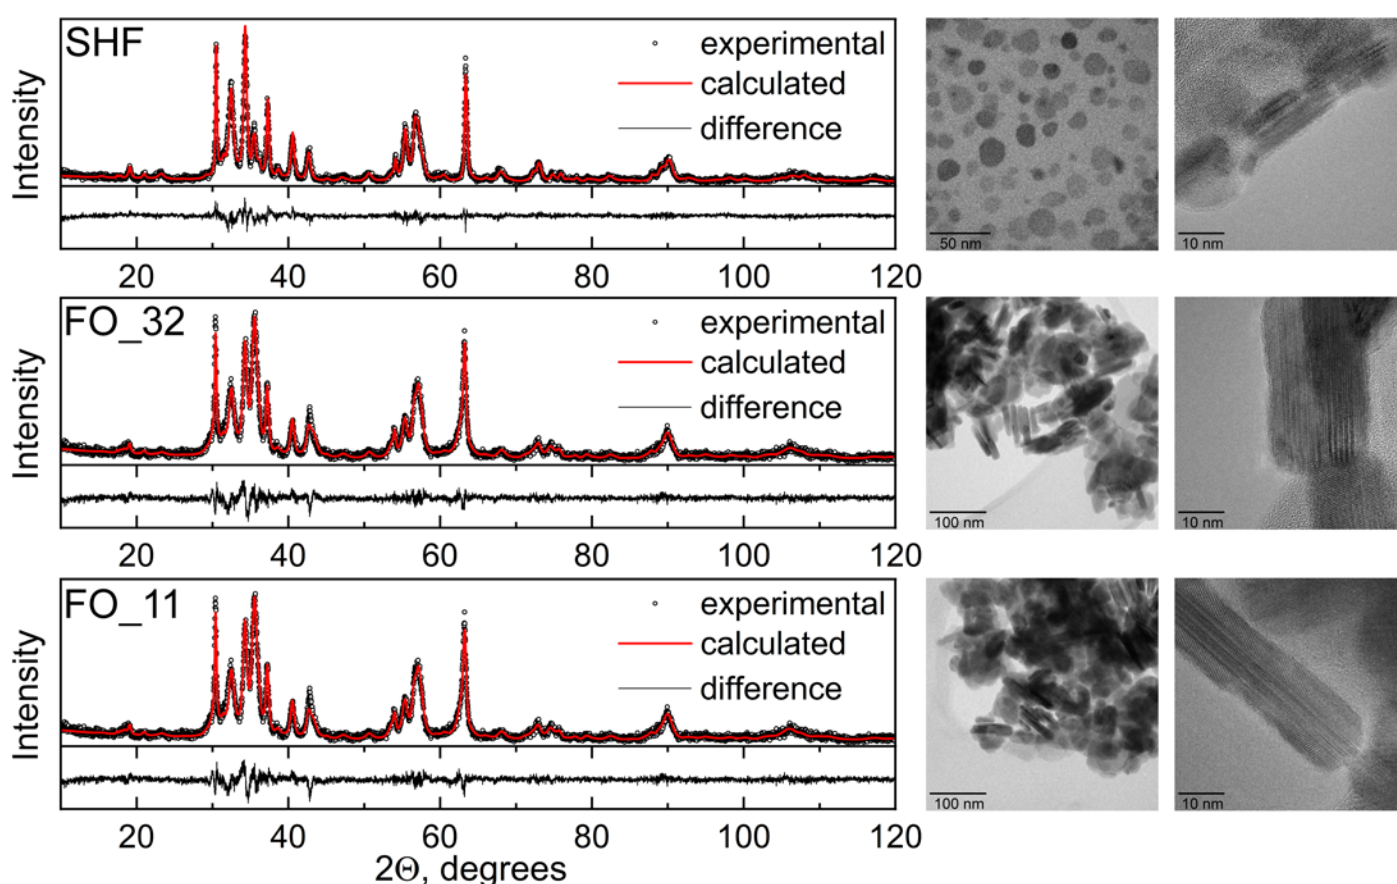 SHF
experimental
calculated
difference
Intensity
20 40 60 80 100 120
50 nm
10 nm
FO_32
experimental
calculated
difference
Intensity
20 40 60 80 100 120
100 nm
10 nm
FO_11
experimental
calculated
difference
Intensity
20 40 60 80 100 120
2Θ, degrees
100 nm
10 nm